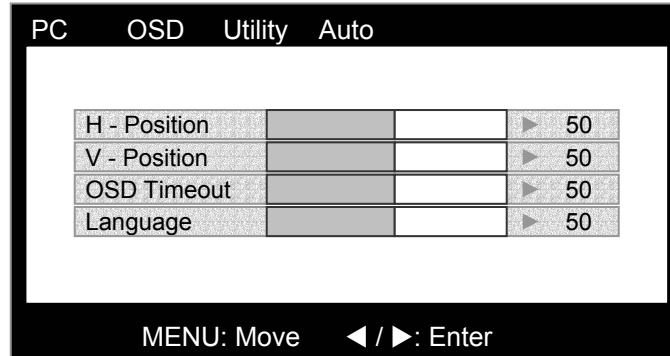 PC OSD Utility Auto
H - Position 50
V - Position 50
OSD Timeout 50
Language 50
MENU: Move ◀ / ▶: Enter